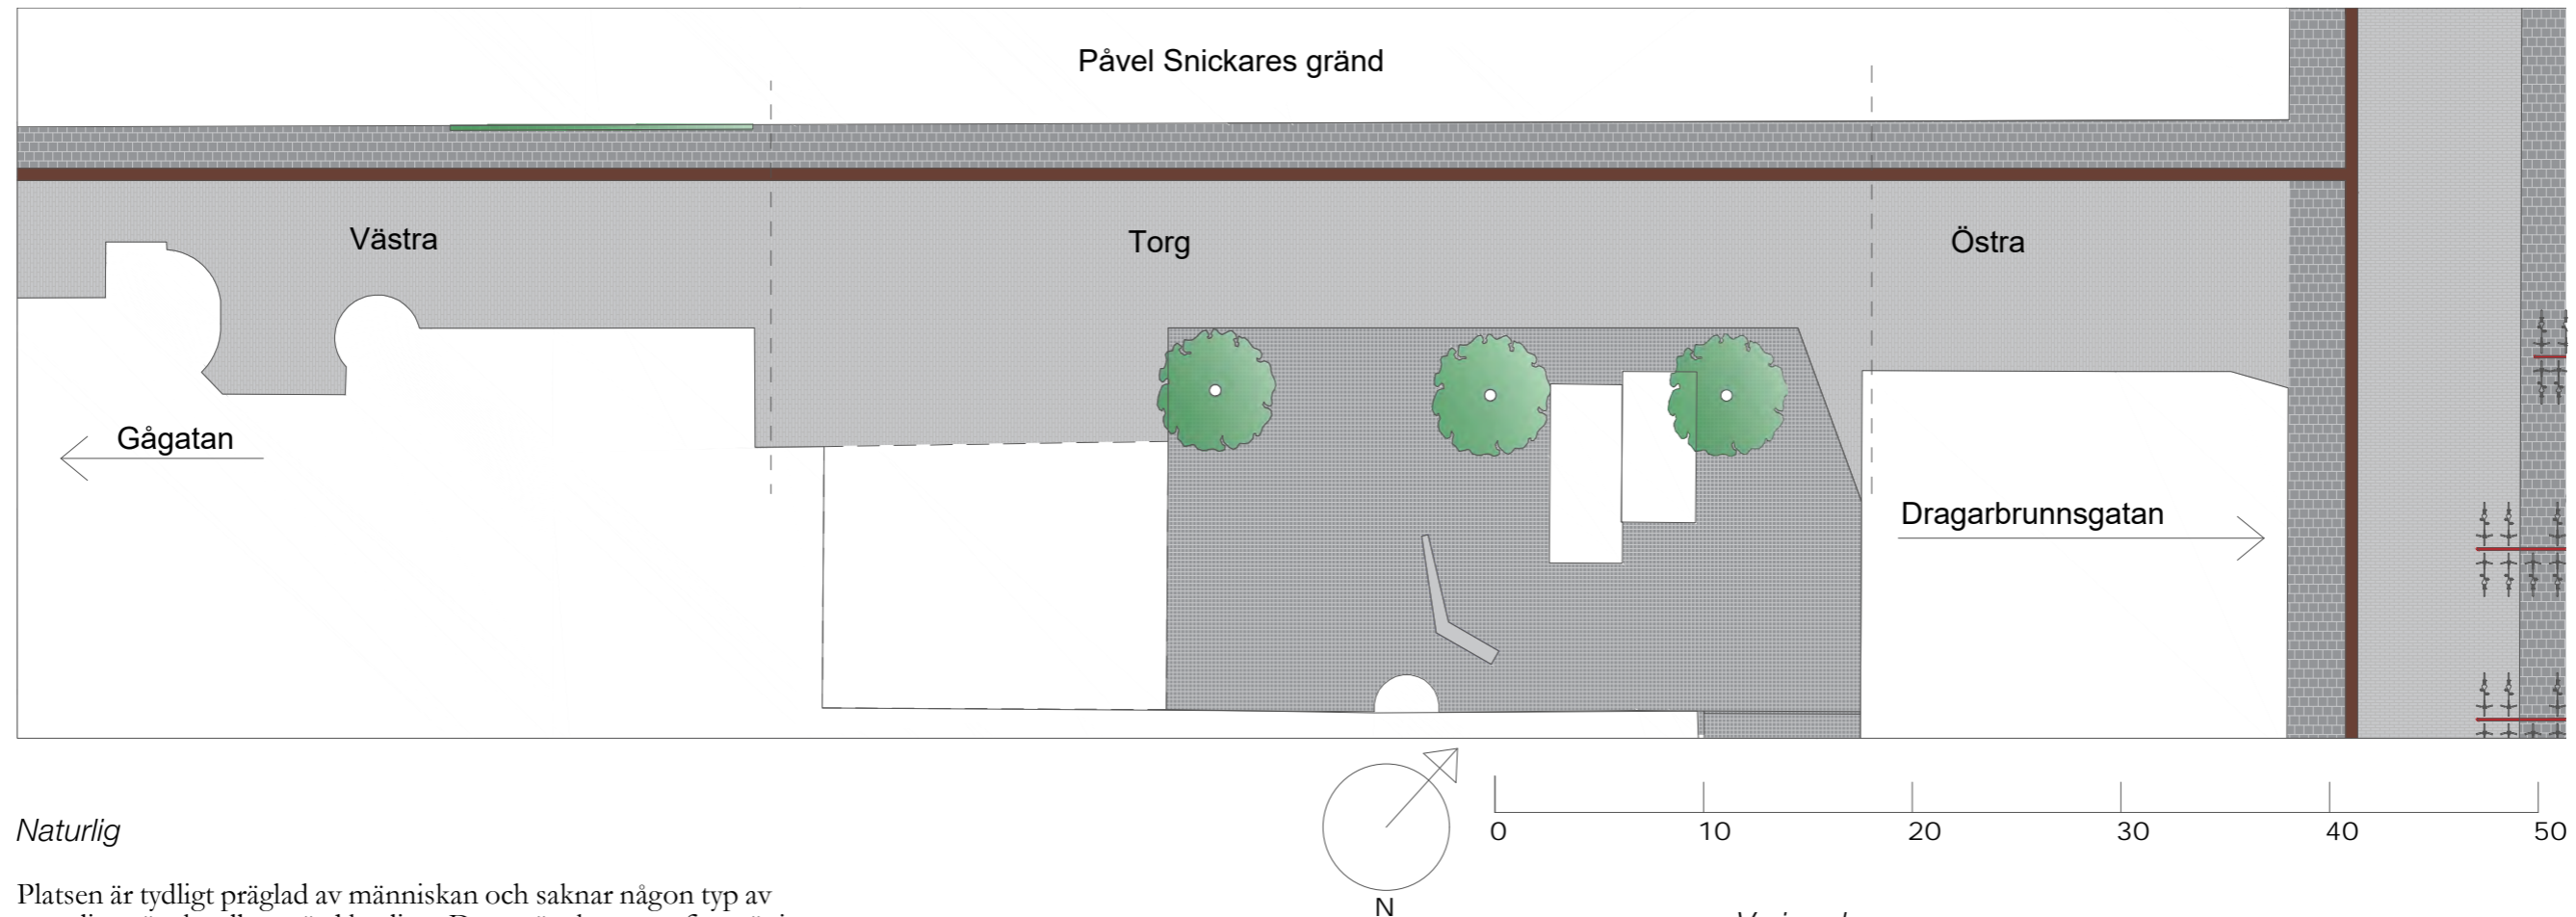 Påvel Snickares gränd
Västra
Torg
Östra
Gågatan
Dragarbrunnsgatan
N
0 10 20 30 40 50
Naturlig
Platsen är tydligt präglad av människan och saknar någon typ av